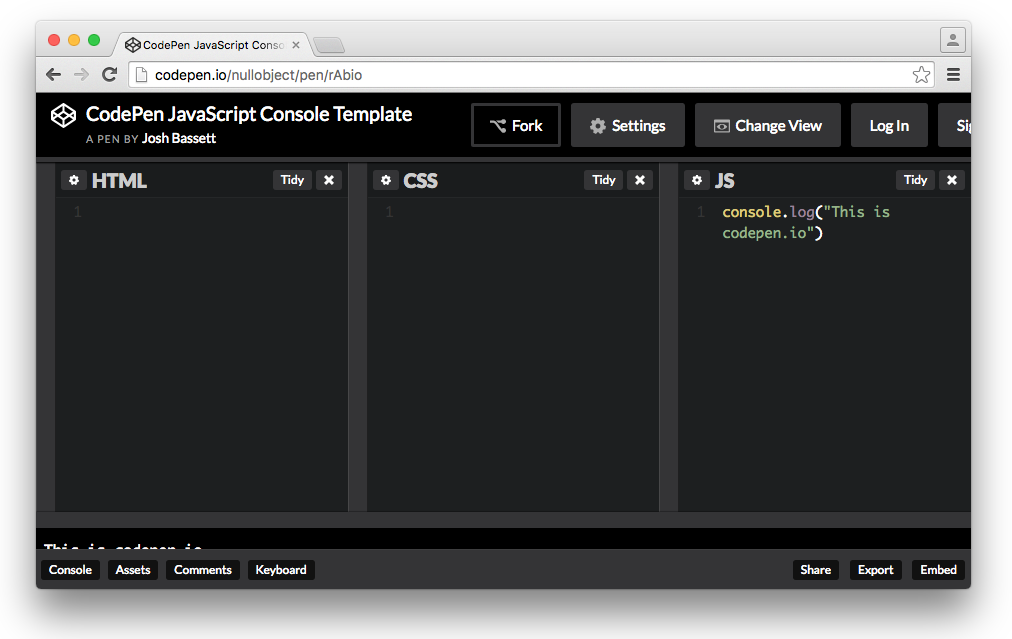 CodePen JavaScript Conso
codepen.io/nullobject/pen/rAbio
CodePen JavaScript Console Template
A PEN BY Josh Bassett
Fork
Settings
Change View
Log In
HTML
Tidy
CSS
Tidy
JS
Tidy
1
1
1 console.log("This is
codepen.io")
This is codepen.io
Console
Assets
Comments
Keyboard
Share
Export
Embed